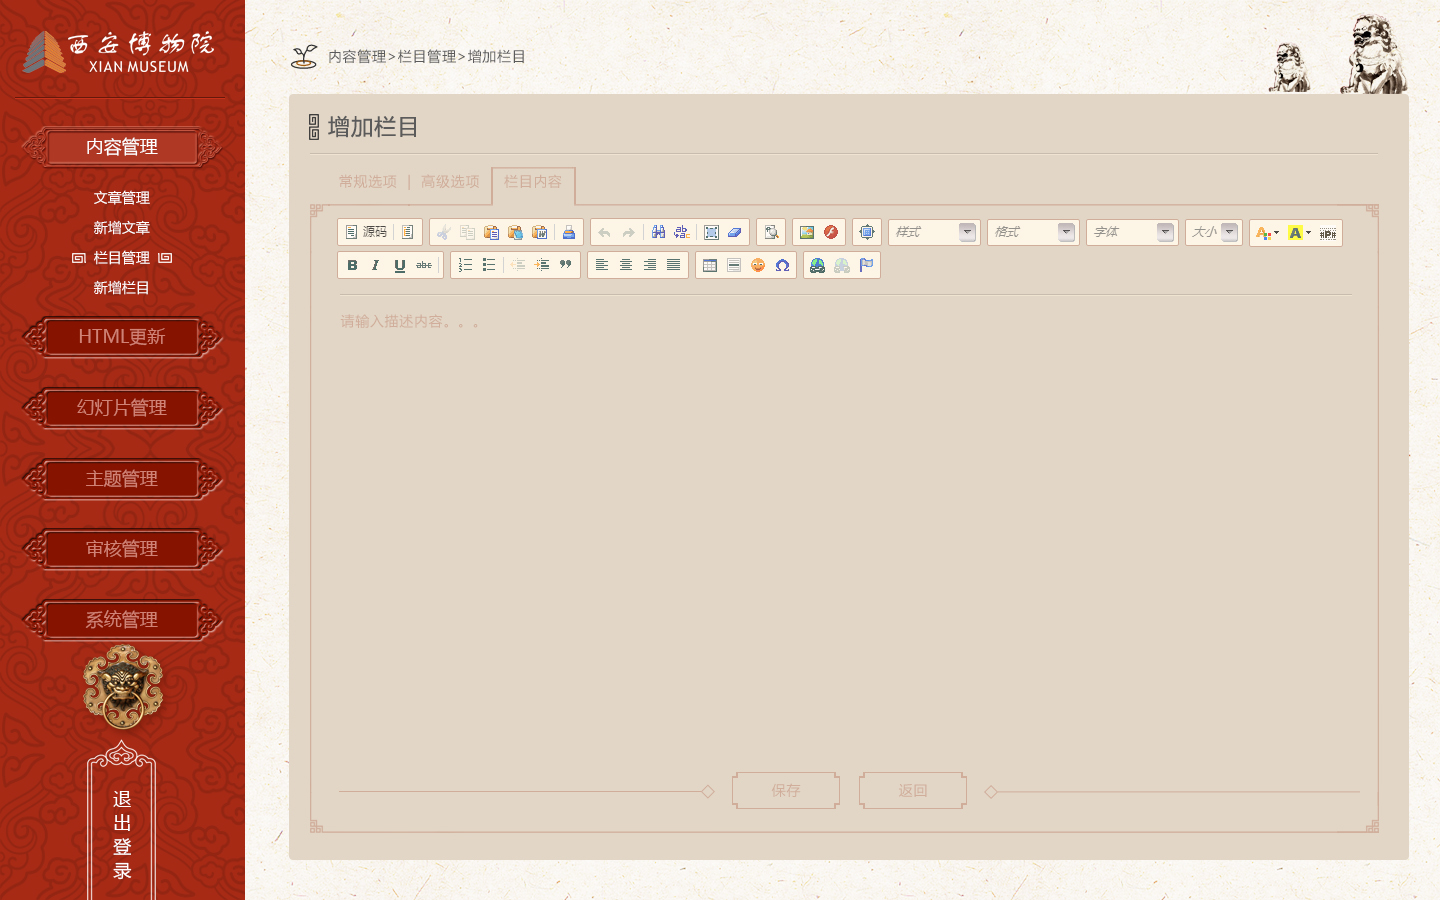 西安博物院
XIAN MUSEUM
内容管理
文章管理
新增文章
栏目管理
新增栏目
HTML更新
幻灯片管理
主题管理
审核管理
系统管理
退出登录
内容管理>栏目管理>增加栏目
增加栏目
常规选项 | 高级选项 栏目内容
源码 样式 格式 字体 大小 A A
B I U abc
请输入描述内容。。。
保存 返回